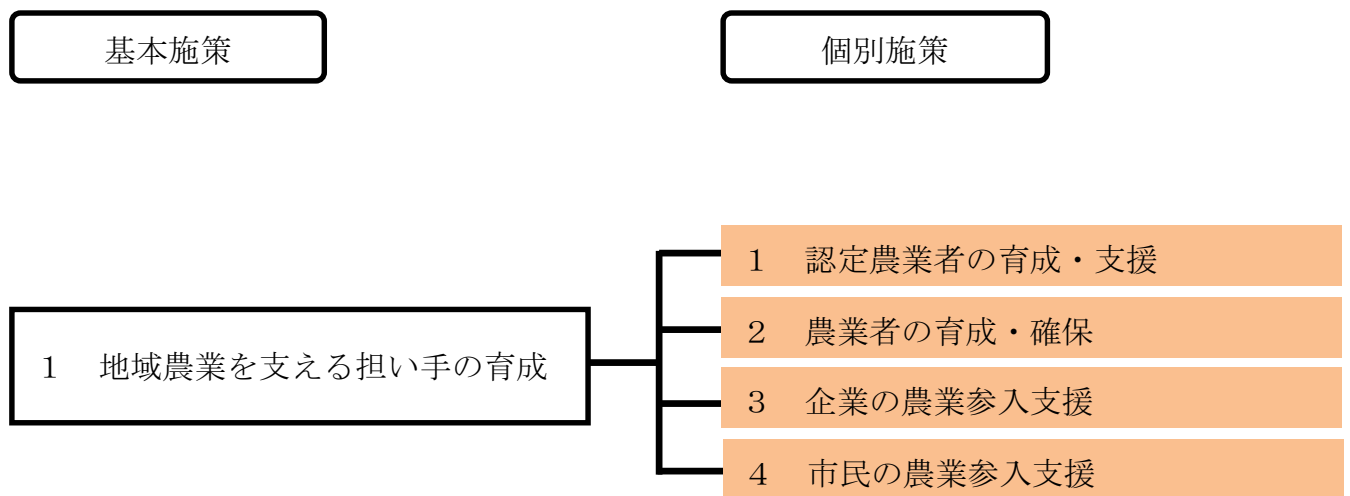 基本施策
個別施策
1 地域農業を支える担い手の育成
1 認定農業者の育成・支援
2 農業者の育成・確保
3 企業の農業参入支援
4 市民の農業参入支援